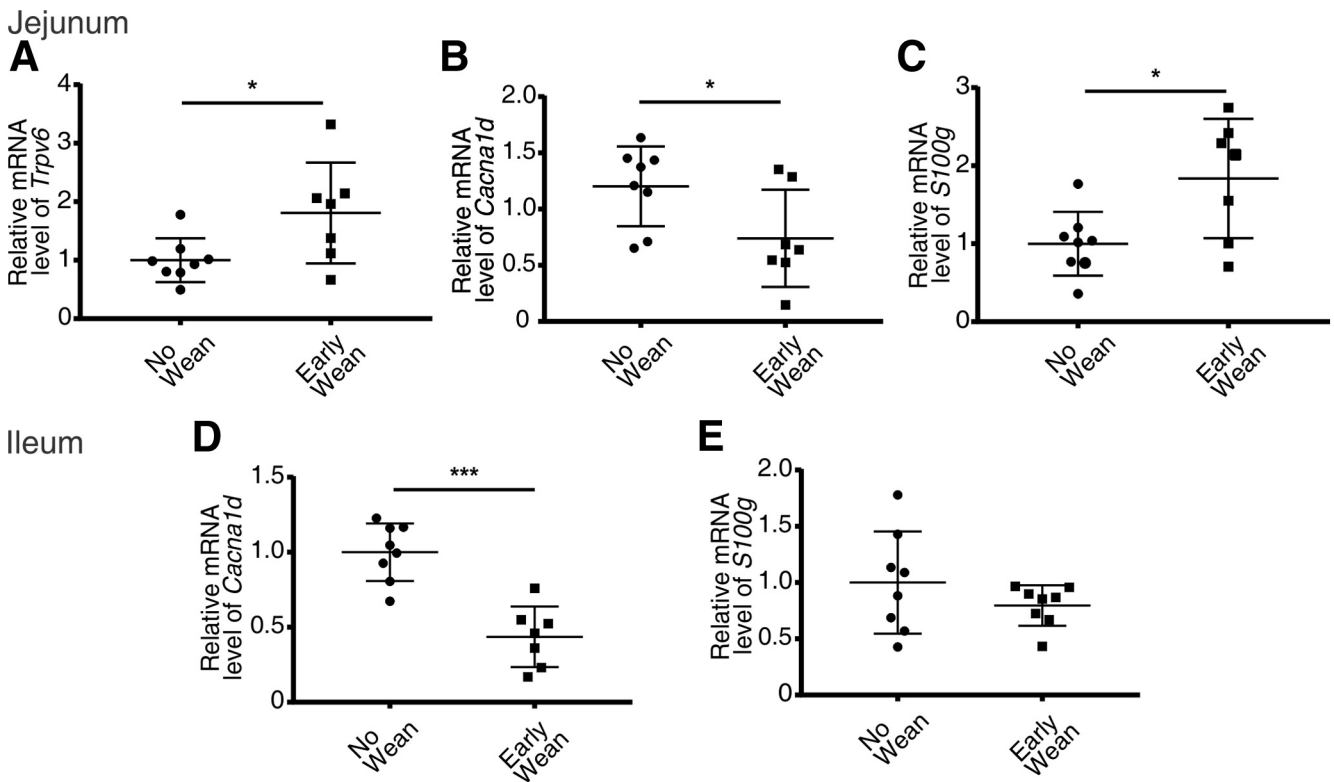 Jejunum
A
B
C
Relative mRNA
level of Trpv6
4
3
2
1
0
*
No
Wean
Early
Wean
Relative mRNA
level of Cacna1d
2.0
1.5
1.0
0.5
0
*
No
Wean
Early
Wean
Relative mRNA
level of S100g
3
2
1
0
*
No
Wean
Early
Wean
Ileum
D
E
Relative mRNA
level of Cacna1d
1.5
1.0
0.5
0
***
No
Wean
Early
Wean
Relative mRNA
level of S100g
2.0
1.5
1.0
0.5
0
No
Wean
Early
Wean